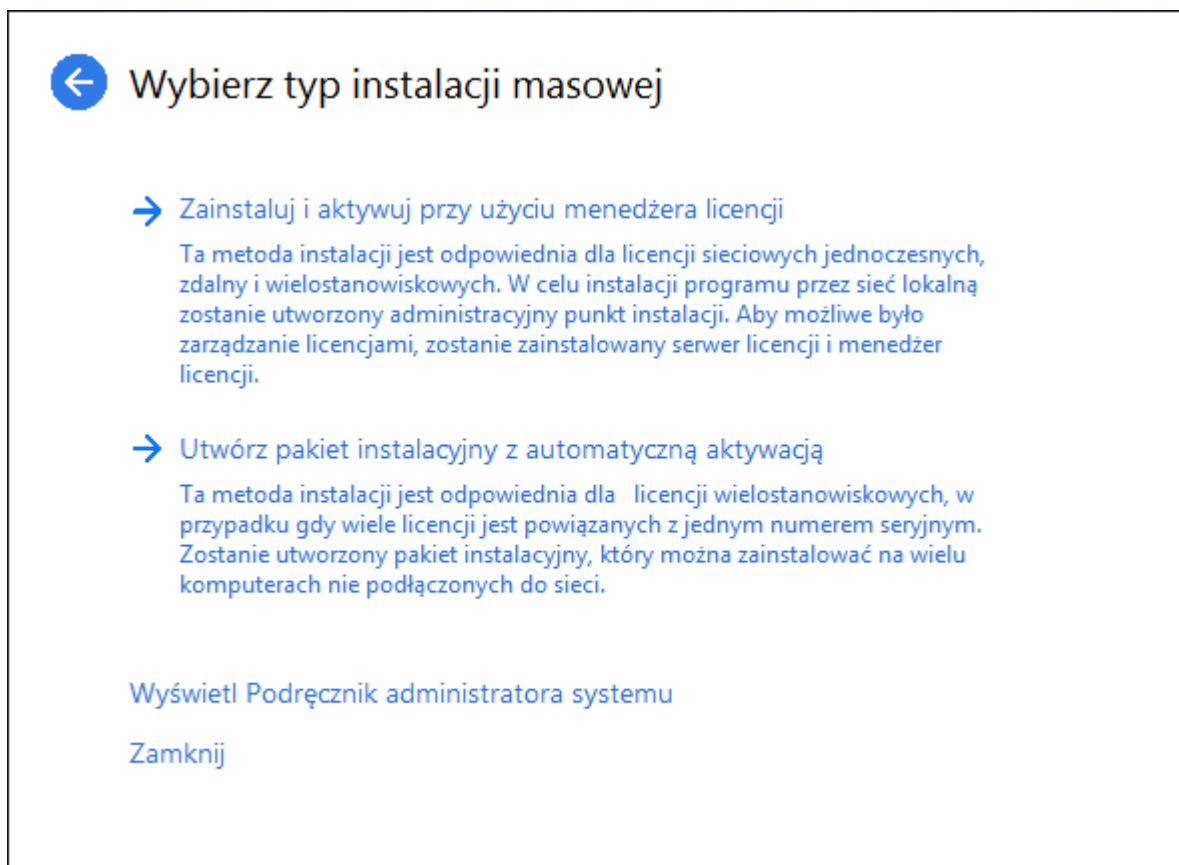 Wybierz typ instalacji masowej
Zainstaluj i aktywuj przy użyciu menedżera licencji
Ta metoda instalacji jest odpowiednia dla licencji sieciowych jednoczesnych,
zdalny i wielostanowiskowych. W celu instalacji programu przez sieć lokalną
zostanie utworzony administracyjny punkt instalacji. Aby możliwe było
zarządzanie licencjami, zostanie zainstalowany serwer licencji i menedżer
licencji.
Utwórz pakiet instalacyjny z automatyczną aktywacją
Ta metoda instalacji jest odpowiednia dla   licencji wielostanowiskowych, w
przypadku gdy wiele licencji jest powiązanych z jednym numerem seryjnym.
Zostanie utworzony pakiet instalacyjny, który można zainstalować na wielu
komputerach nie podłączonych do sieci.
Wyświetl Podręcznik administratora systemu
Zamknij